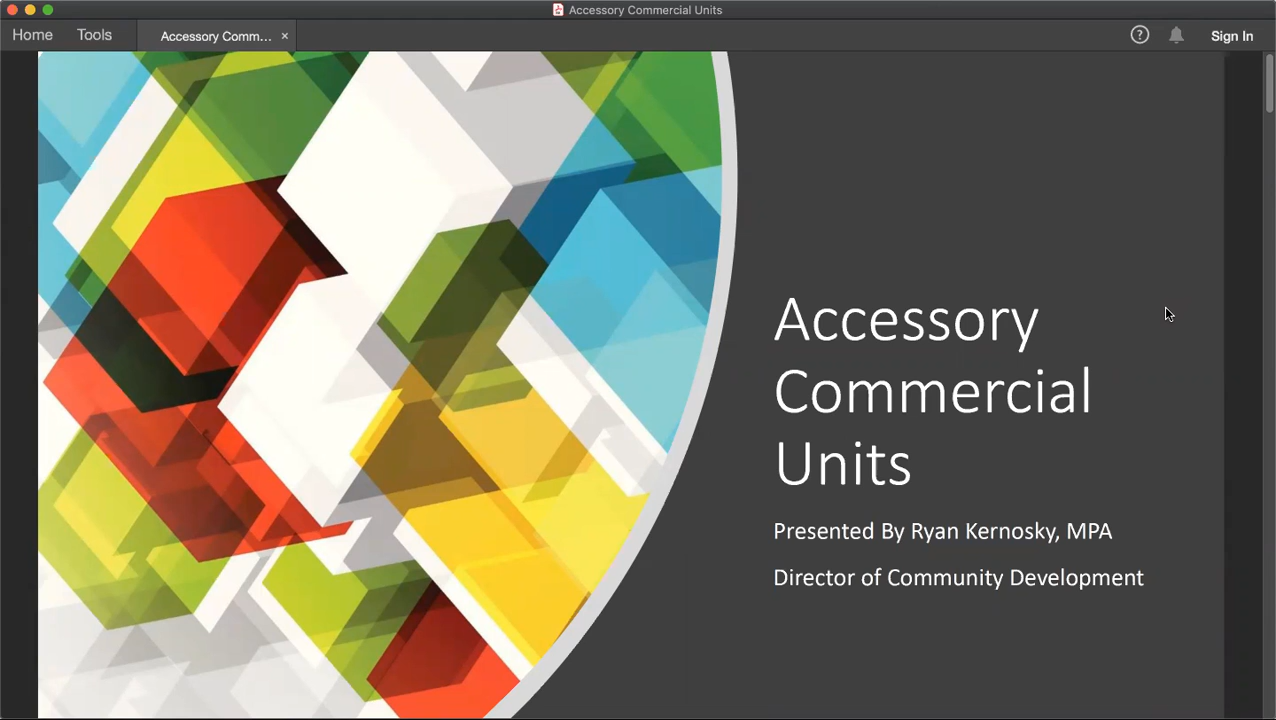 Accessory Commercial Units
Home
Tools
Accessory Comm...
×
?
Sign In
Accessory
Commercial
Units
Presented By Ryan Kernosky, MPA
Director of Community Development